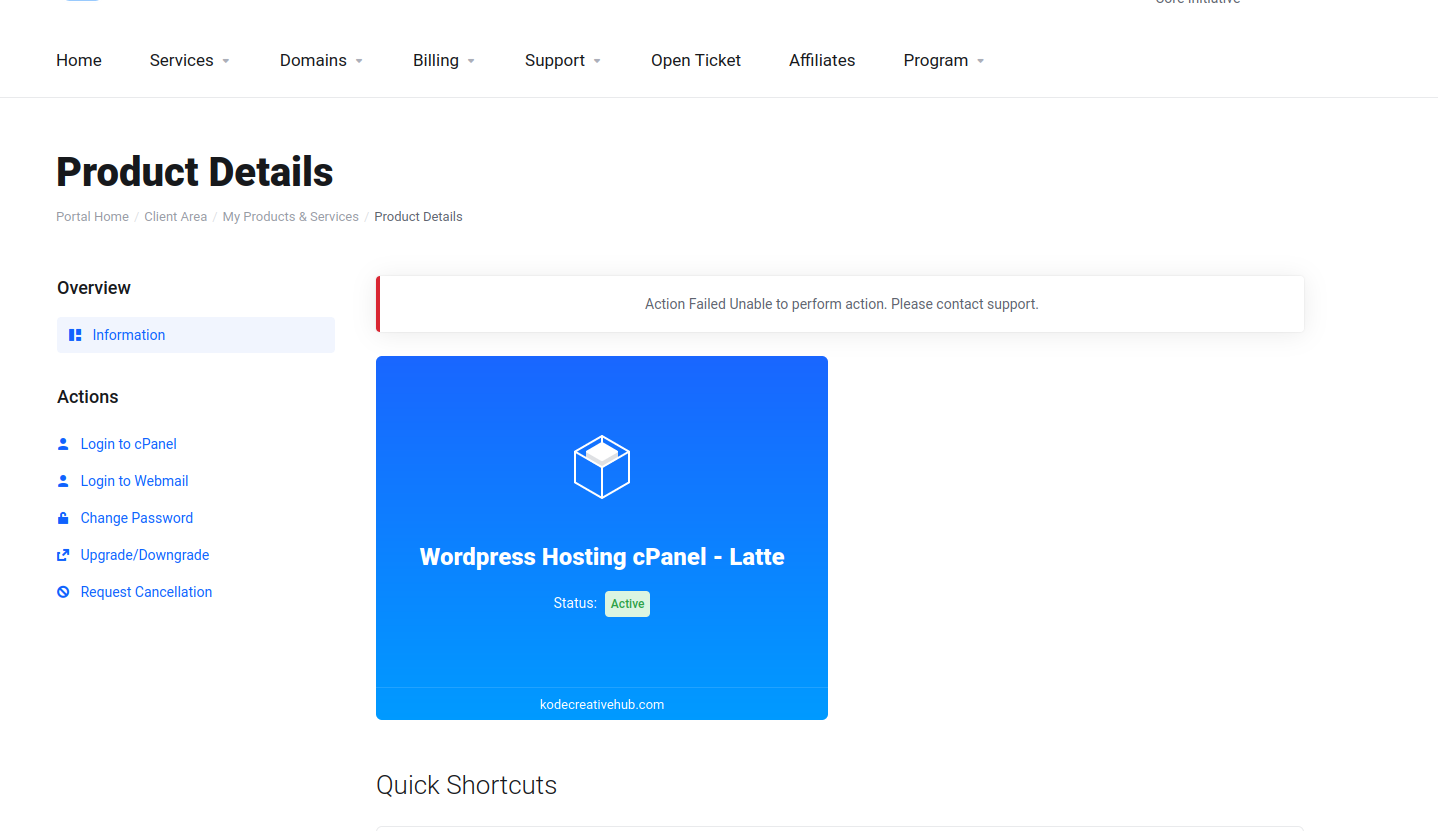 Core Initiative
Home Services Domains Billing Support Open Ticket Affiliates Program
Product Details
Portal Home / Client Area / My Products & Services / Product Details
Overview
Information
Actions
Login to cPanel
Login to Webmail
Change Password
Upgrade/Downgrade
Request Cancellation
Action Failed Unable to perform action. Please contact support.
Wordpress Hosting cPanel - Latte
Status: Active
kodecreativehub.com
Quick Shortcuts